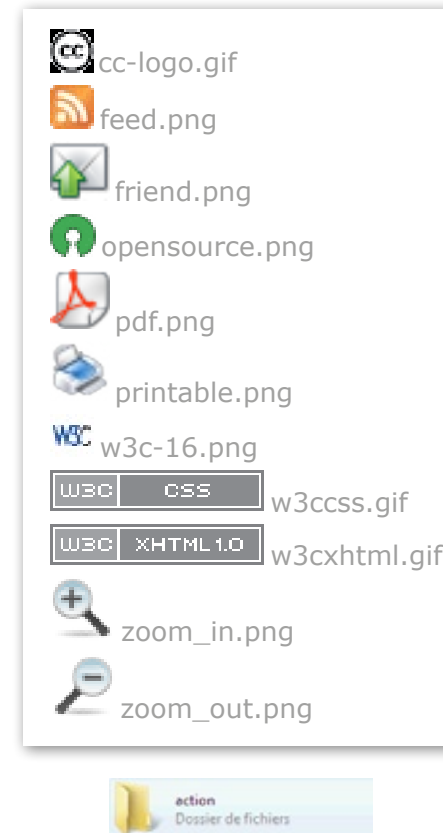 cc cc-logo.gif
feed.png
friend.png
opensource.png
pdf.png
printable.png
W3C w3c-16.png
W3C CSS w3ccss.gif
W3C XHTML 1.0 w3cxhtml.gif
zoom_in.png
zoom_out.png
action
Dossier de fichiers